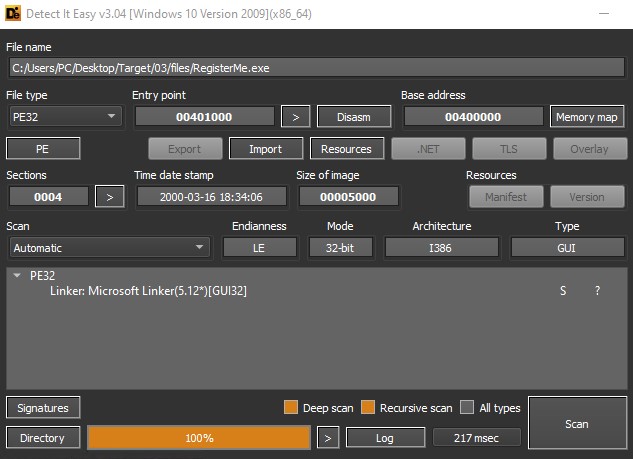 Detect It Easy v3.04 [Windows 10 Version 2009](x86_64)
File name
C:/Users/PC/Desktop/Target/03/files/RegisterMe.exe
File type Entry point Base address
PE32 00401000 > Disasm 00400000 Memory map
PE Export Import Resources .NET TLS Overlay
Sections Time date stamp Size of image Resources
0004 > 2000-03-16 18:34:06 00005000 Manifest Version
Scan Endianness Mode Architecture Type
Automatic LE 32-bit I386 GUI
PE32
Linker: Microsoft Linker(5.12*)[GUI32] S ?
Signatures Deep scan Recursive scan All types Scan
Directory 100% > Log 217 msec